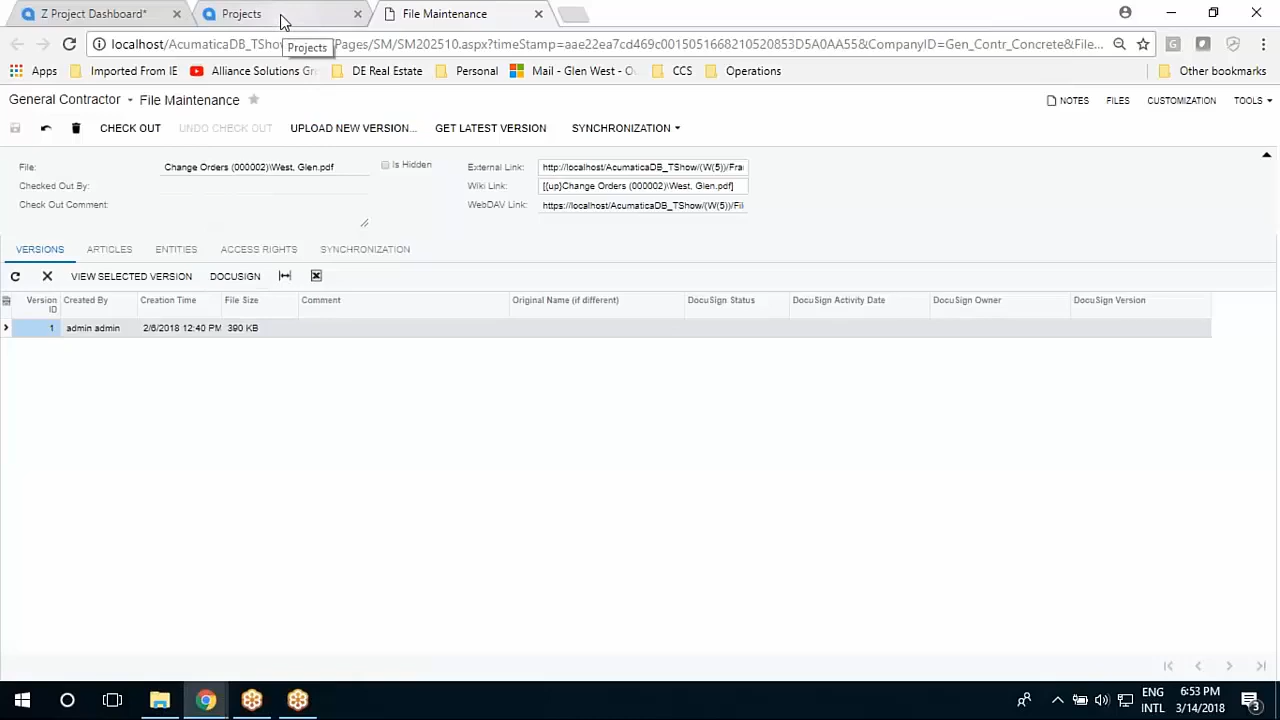 Z Project Dashboard*
Projects
File Maintenance
Projects
localhost/AcumaticaDB_TSho Pages/SM/SM202510.aspx?timeStamp=aae22ea7cd469c0015051668210520853D5A0AA55&CompanyID=Gen_Contr_Concrete&File...
Apps
Imported From IE
Alliance Solutions Gr
DE Real Estate
Personal
Mail - Glen West - O
CCS
Operations
Other bookmarks
General Contractor
File Maintenance
NOTES
FILES
CUSTOMIZATION
TOOLS
CHECK OUT
UNDO CHECK OUT
UPLOAD NEW VERSION...
GET LATEST VERSION
SYNCHRONIZATION
File:
Change Orders (000002)\West, Glen.pdf
Is Hidden
External Link:
http://localhost/AcumaticaDB_TShow/(W(5))/Fra
Checked Out By:
Wiki Link:
[{up}Change Orders (000002)\West, Glen.pdf]
Check Out Comment:
WebDAV Link:
https://localhost/AcumaticaDB_TShow/(W(5))/Fil
VERSIONS
ARTICLES
ENTITIES
ACCESS RIGHTS
SYNCHRONIZATION
VIEW SELECTED VERSION
DOCUSIGN
Version ID
Created By
Creation Time
File Size
Comment
Original Name (if different)
DocuSign Status
DocuSign Activity Date
DocuSign Owner
DocuSign Version
1
admin admin
2/6/2018 12:40 PM
390 KB
ENG
INTL
6:53 PM
3/14/2018
3